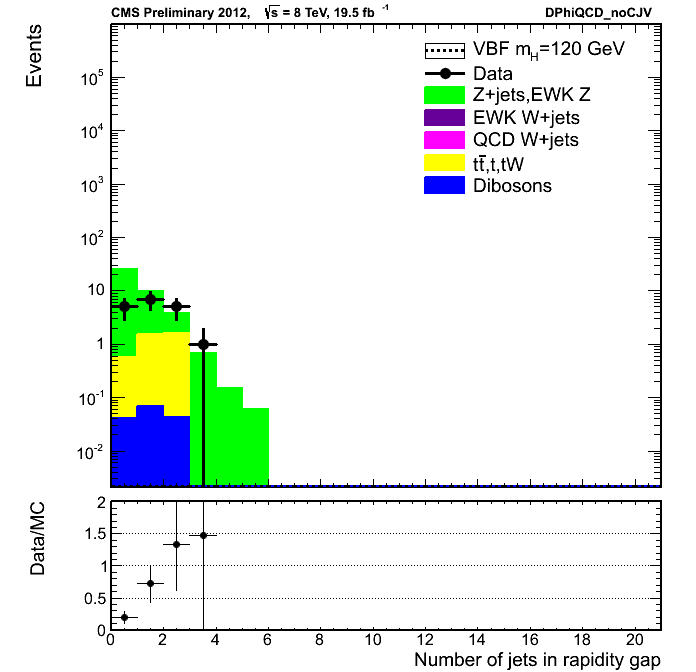 CMS Preliminary 2012, √s = 8 TeV, 19.5 fb⁻¹ DPhiQCD_noCJV
Events
VBF m_H=120 GeV
Data
Z+jets,EWK Z
EWK W+jets
QCD W+jets
tt̅,t,tW
Dibosons
10⁵
10⁴
10³
10²
10
1
10⁻¹
10⁻²
Data/MC
2
1.5
1
0.5
0
0 2 4 6 8 10 12 14 16 18 20
Number of jets in rapidity gap